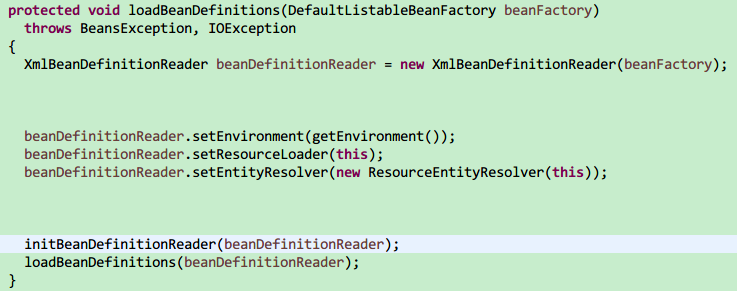 protected void loadBeanDefinitions(DefaultListableBeanFactory beanFactory)
throws BeansException, IOException
{
XmlBeanDefinitionReader beanDefinitionReader = new XmlBeanDefinitionReader(beanFactory);
beanDefinitionReader.setEnvironment(getEnvironment());
beanDefinitionReader.setResourceLoader(this);
beanDefinitionReader.setEntityResolver(new ResourceEntityResolver(this));
initBeanDefinitionReader(beanDefinitionReader);
loadBeanDefinitions(beanDefinitionReader);
}